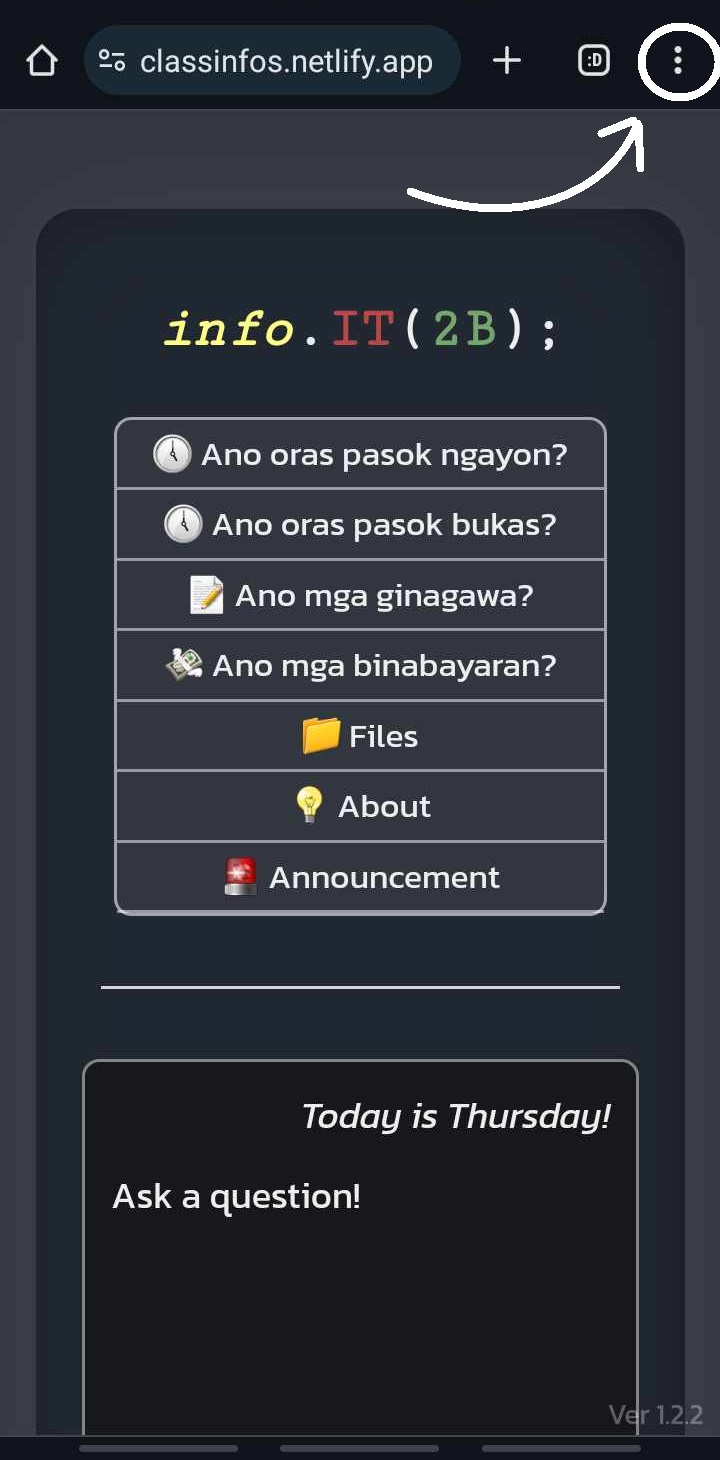 classinfos.netlify.app
:D
info.IT(2B);
Ano oras pasok ngayon?
Ano oras pasok bukas?
Ano mga ginagawa?
Ano mga binabayaran?
Files
About
Announcement
Today is Thursday!
Ask a question!
Ver 1.2.2